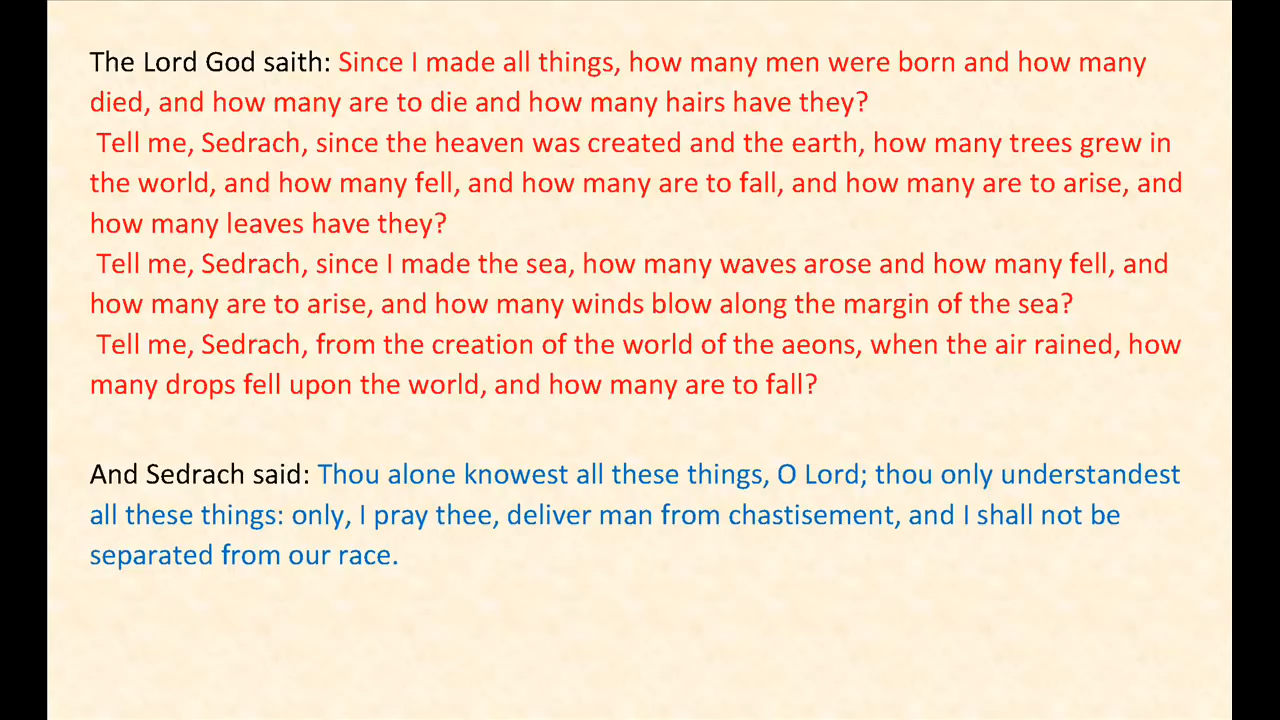 The Lord God saith: Since I made all things, how many men were born and how many
died, and how many are to die and how many hairs have they?
Tell me, Sedrach, since the heaven was created and the earth, how many trees grew in
the world, and how many fell, and how many are to fall, and how many are to arise, and
how many leaves have they?
Tell me, Sedrach, since I made the sea, how many waves arose and how many fell, and
how many are to arise, and how many winds blow along the margin of the sea?
Tell me, Sedrach, from the creation of the world of the aeons, when the air rained, how
many drops fell upon the world, and how many are to fall?
And Sedrach said: Thou alone knowest all these things, O Lord; thou only understandest
all these things: only, I pray thee, deliver man from chastisement, and I shall not be
separated from our race.